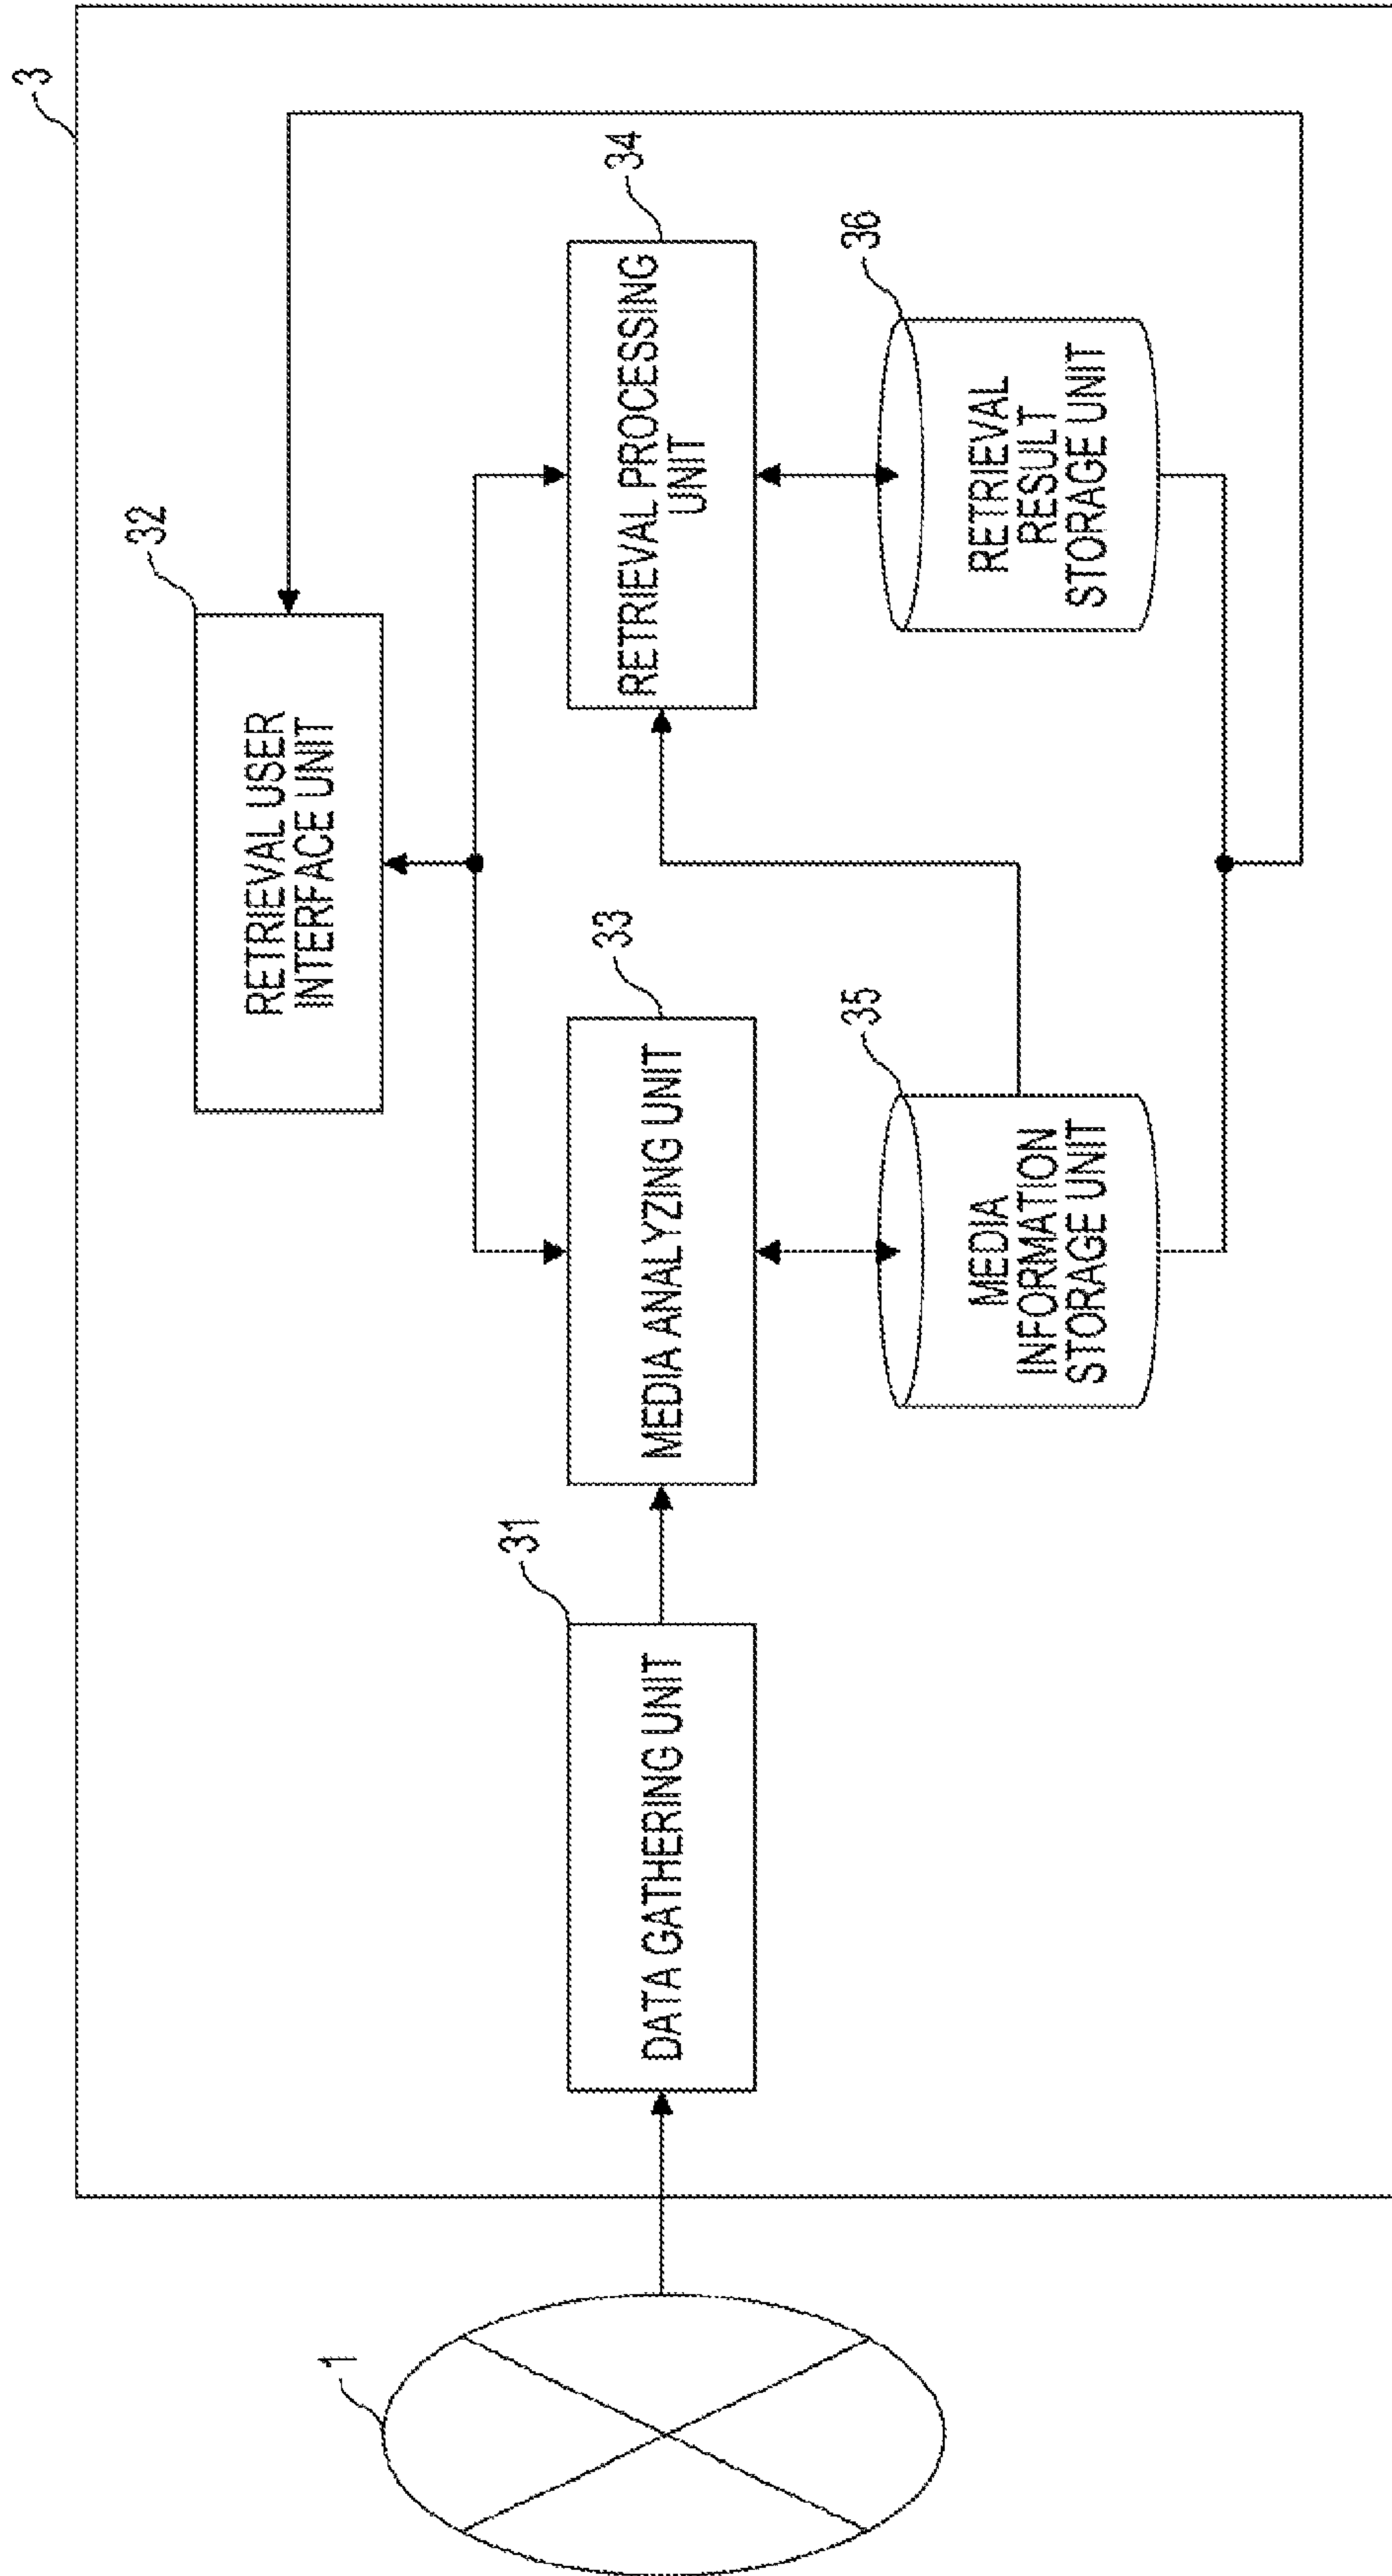 3
32
RETRIEVAL USER
INTERFACE UNIT
34
RETRIEVAL PROCESSING
UNIT
33
MEDIA ANALYZING UNIT
31
DATA GATHERING UNIT
1
35
MEDIA
INFORMATION
STORAGE UNIT
36
RETRIEVAL
RESULT
STORAGE UNIT